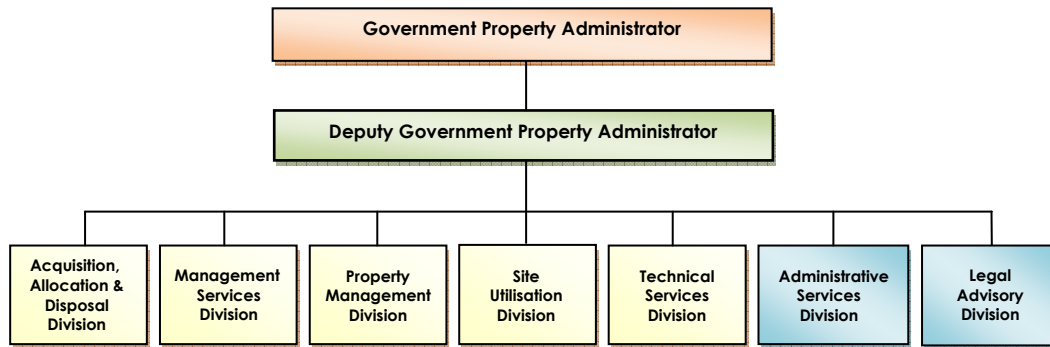 Government Property Administrator
Deputy Government Property Administrator
Acquisition,
Allocation &
Disposal
Division
Management
Services
Division
Property
Management
Division
Site
Utilisation
Division
Technical
Services
Division
Administrative
Services
Division
Legal
Advisory
Division